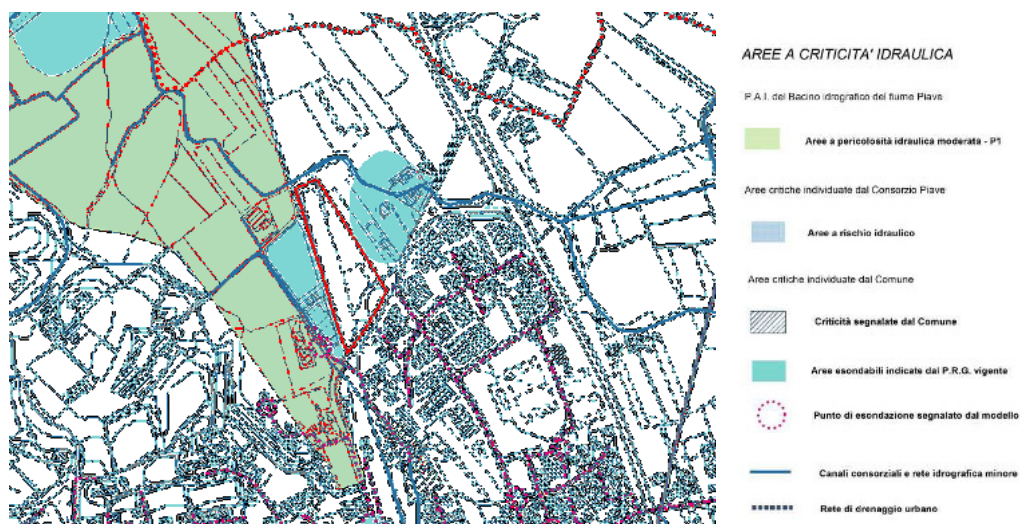 AREE A CRITICITA' IDRAULICA
P.A.I. del Bacino idrografico del fiume Piave
Aree a pericolosità idraulica moderata - P1
Aree critiche individuate dal Consorzio Piave
Aree a rischio idraulico
Aree critiche individuate dal Comune
Criticità segnalate dal Comune
Aree esondabili indicate dal P.R.G. vigente
Punto di esondazione segnalato dal modello
Canali consorziali e rete idrografica minore
Rete di drenaggio urbano